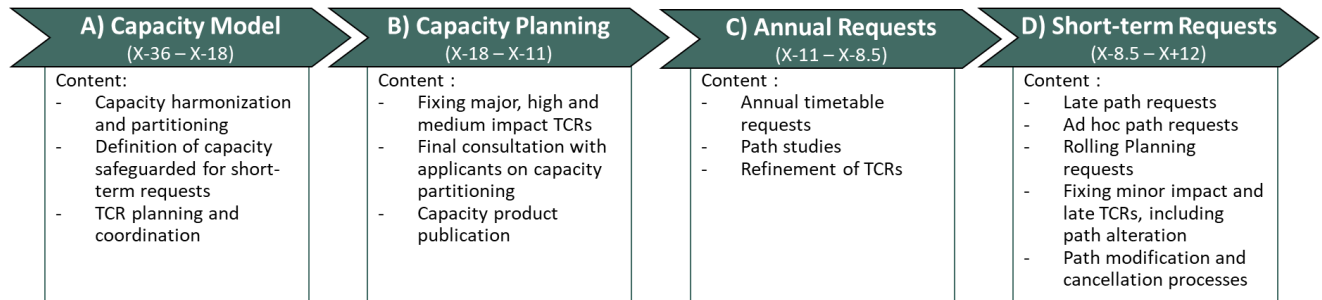 A) Capacity Model
(X-36 – X-18)
Content:
- Capacity harmonization
and partitioning
- Definition of capacity
safeguarded for short-
term requests
- TCR planning and
coordination
B) Capacity Planning
(X-18 – X-11)
Content :
- Fixing major, high and
medium impact TCRs
- Final consultation with
applicants on capacity
partitioning
- Capacity product
publication
C) Annual Requests
(X-11 – X-8.5)
Content :
- Annual timetable
requests
- Path studies
- Refinement of TCRs
D) Short-term Requests
(X-8.5 – X+12)
Content :
- Late path requests
- Ad hoc path requests
- Rolling Planning
requests
- Fixing minor impact and
late TCRs, including
path alteration
- Path modification and
cancellation processes